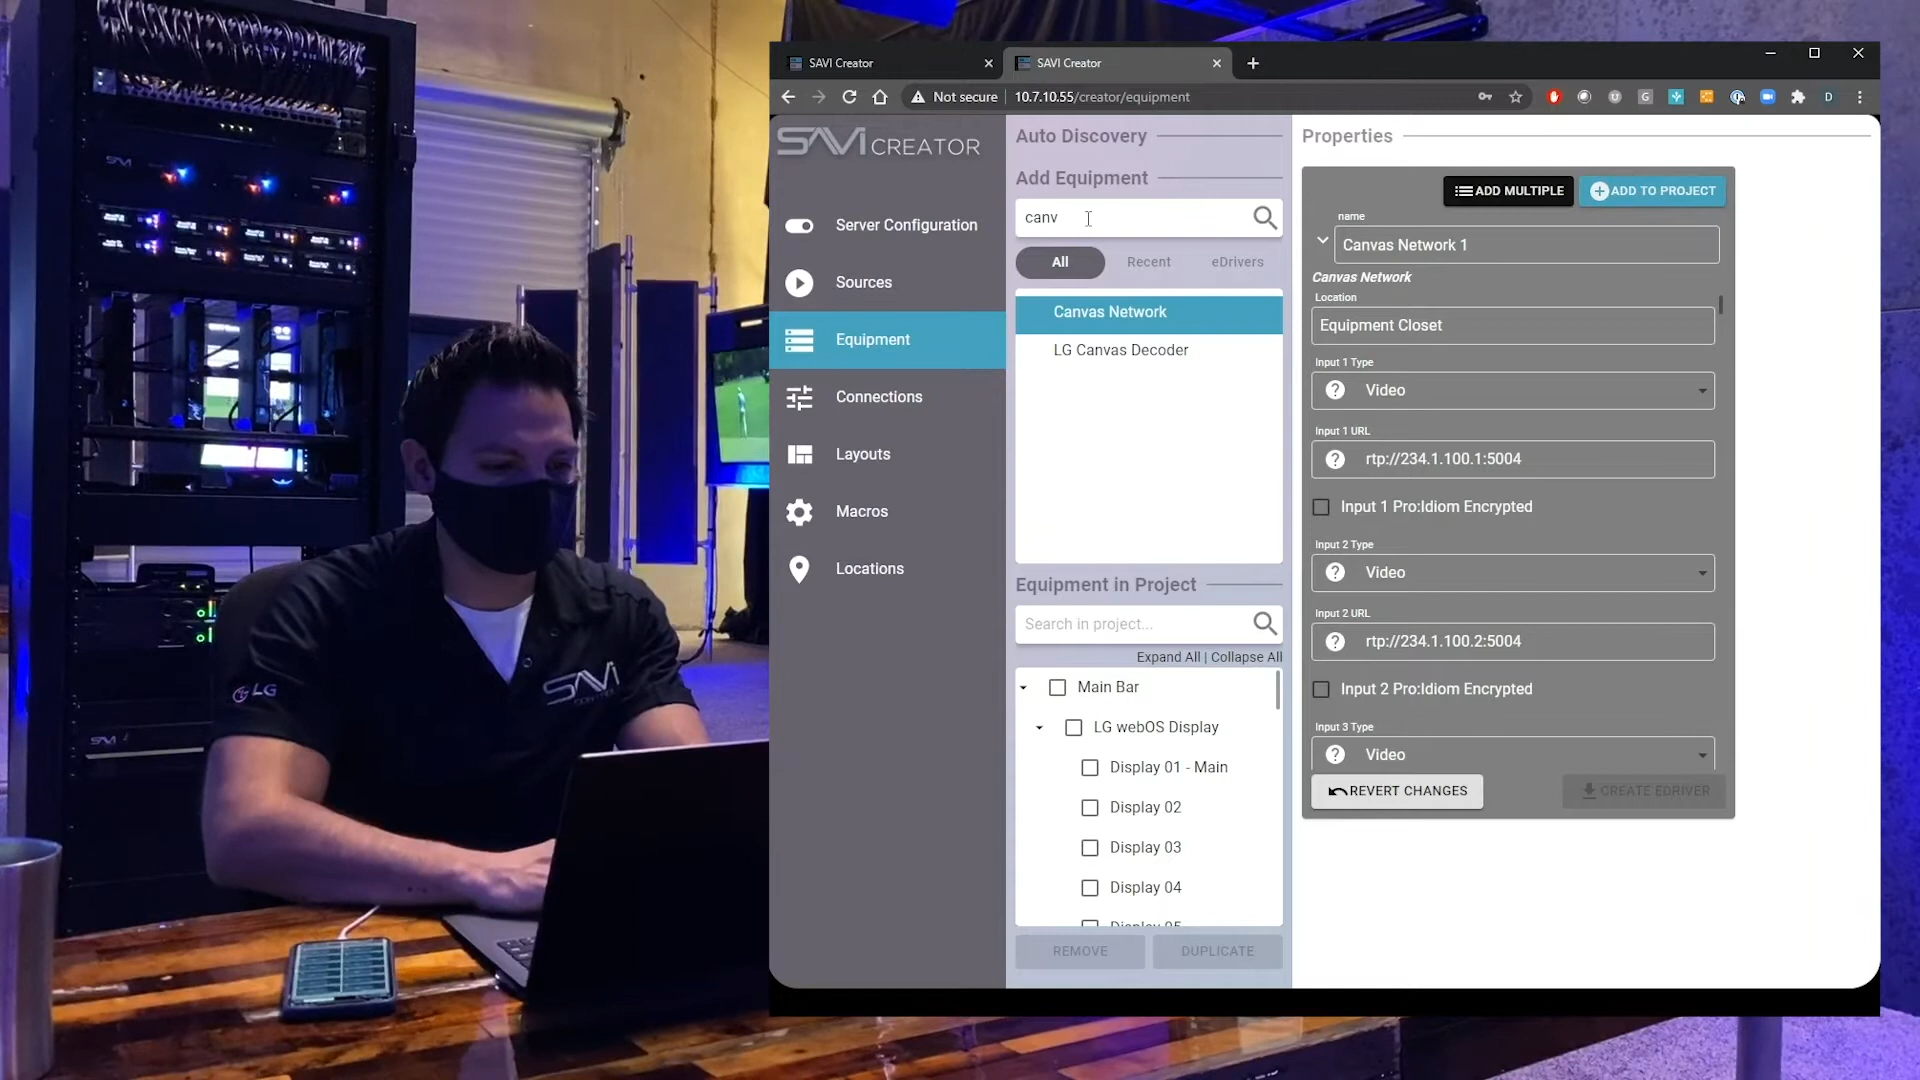 SAVI Creator
SAVI Creator
Not secure
10.7.10.55/creator/equipment
D
SAVI CREATOR
Server Configuration
Sources
Equipment
Connections
Layouts
Macros
Locations
Auto Discovery
Add Equipment
canv
All
Recent
eDrivers
Canvas Network
LG Canvas Decoder
Equipment in Project
Search in project...
Expand All | Collapse All
Main Bar
LG webOS Display
Display 01 - Main
Display 02
Display 03
Display 04
Display 05
REMOVE
DUPLICATE
Properties
ADD MULTIPLE
ADD TO PROJECT
name
Canvas Network 1
Canvas Network
Location
Equipment Closet
Input 1 Type
Video
Input 1 URL
rtp://234.1.100.1:5004
Input 1 Pro:Idiom Encrypted
Input 2 Type
Video
Input 2 URL
rtp://234.1.100.2:5004
Input 2 Pro:Idiom Encrypted
Input 3 Type
Video
REVERT CHANGES
CREATE EDRIVER
SAVI
LG
SAVI
SAVI